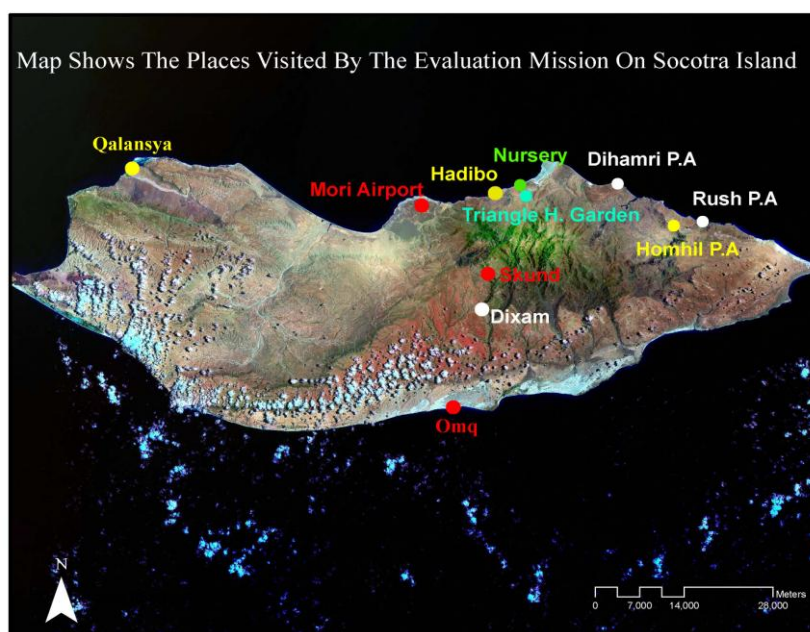 Map Shows The Places Visited By The Evaluation Mission On Socotra Island
Qalansya
Nursery
Dihamri P.A
Hadibo
Mori Airport
Rush P.A
Triangle H. Garden
Homhil P.A
Skund
Dixam
Omq
N
Meters
0 7,000 14,000 28,000